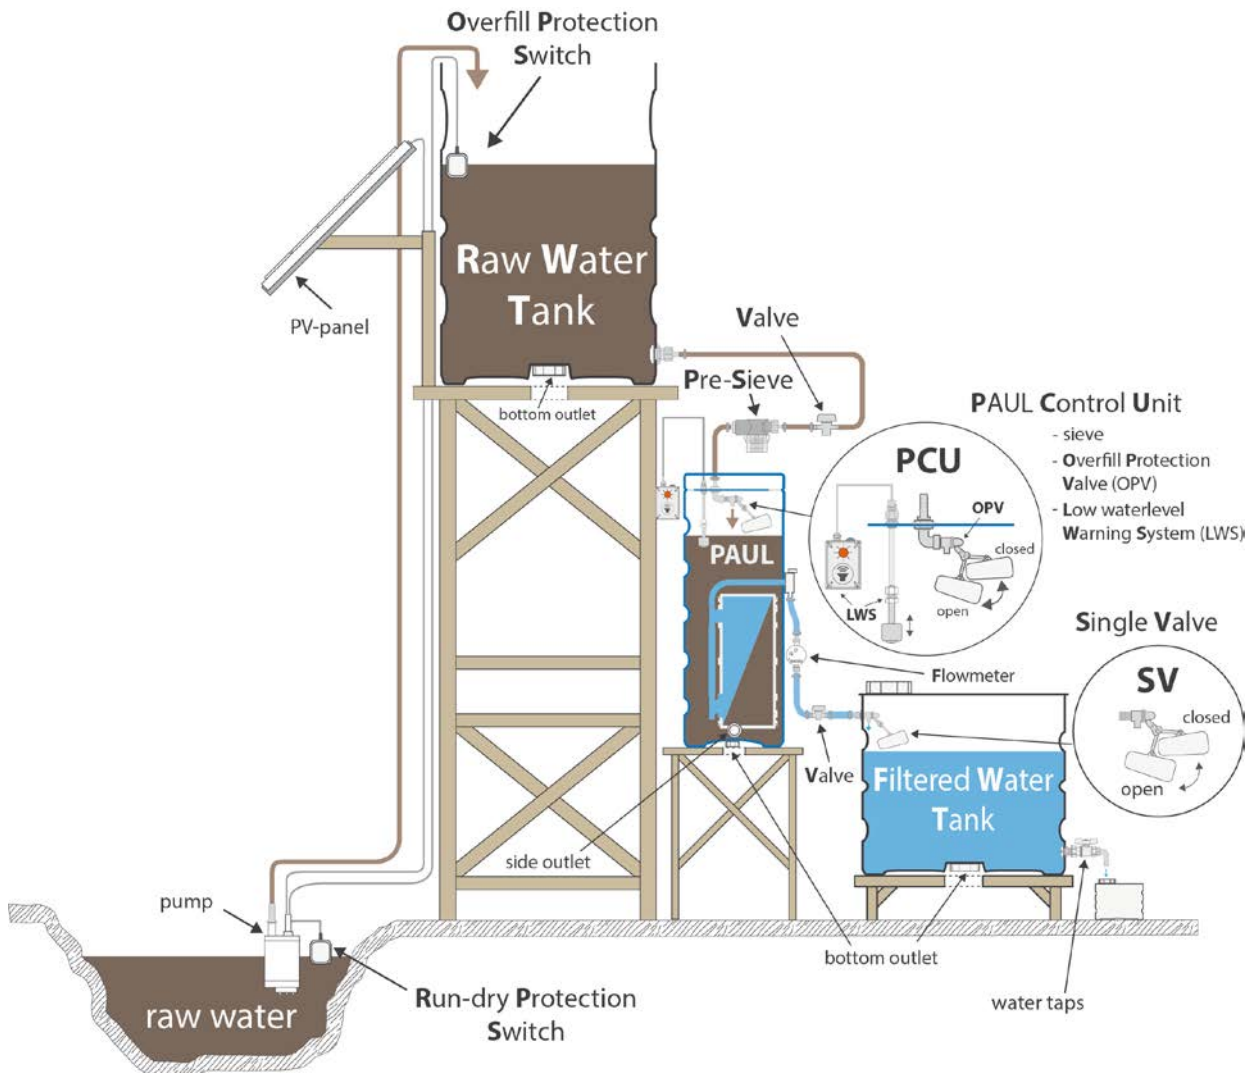 Overfill Protection
Switch
Raw Water
Tank
PV-panel
bottom outlet
Valve
Pre-Sieve
PAUL Control Unit
- sieve
- Overfill Protection
Valve (OPV)
- Low waterlevel
Warning System (LWS)
PCU
OPV
closed
open
LWS
PAUL
Single Valve
SV
closed
open
Flowmeter
Valve
Filtered Water
Tank
side outlet
pump
bottom outlet
water taps
raw water
Run-dry Protection
Switch